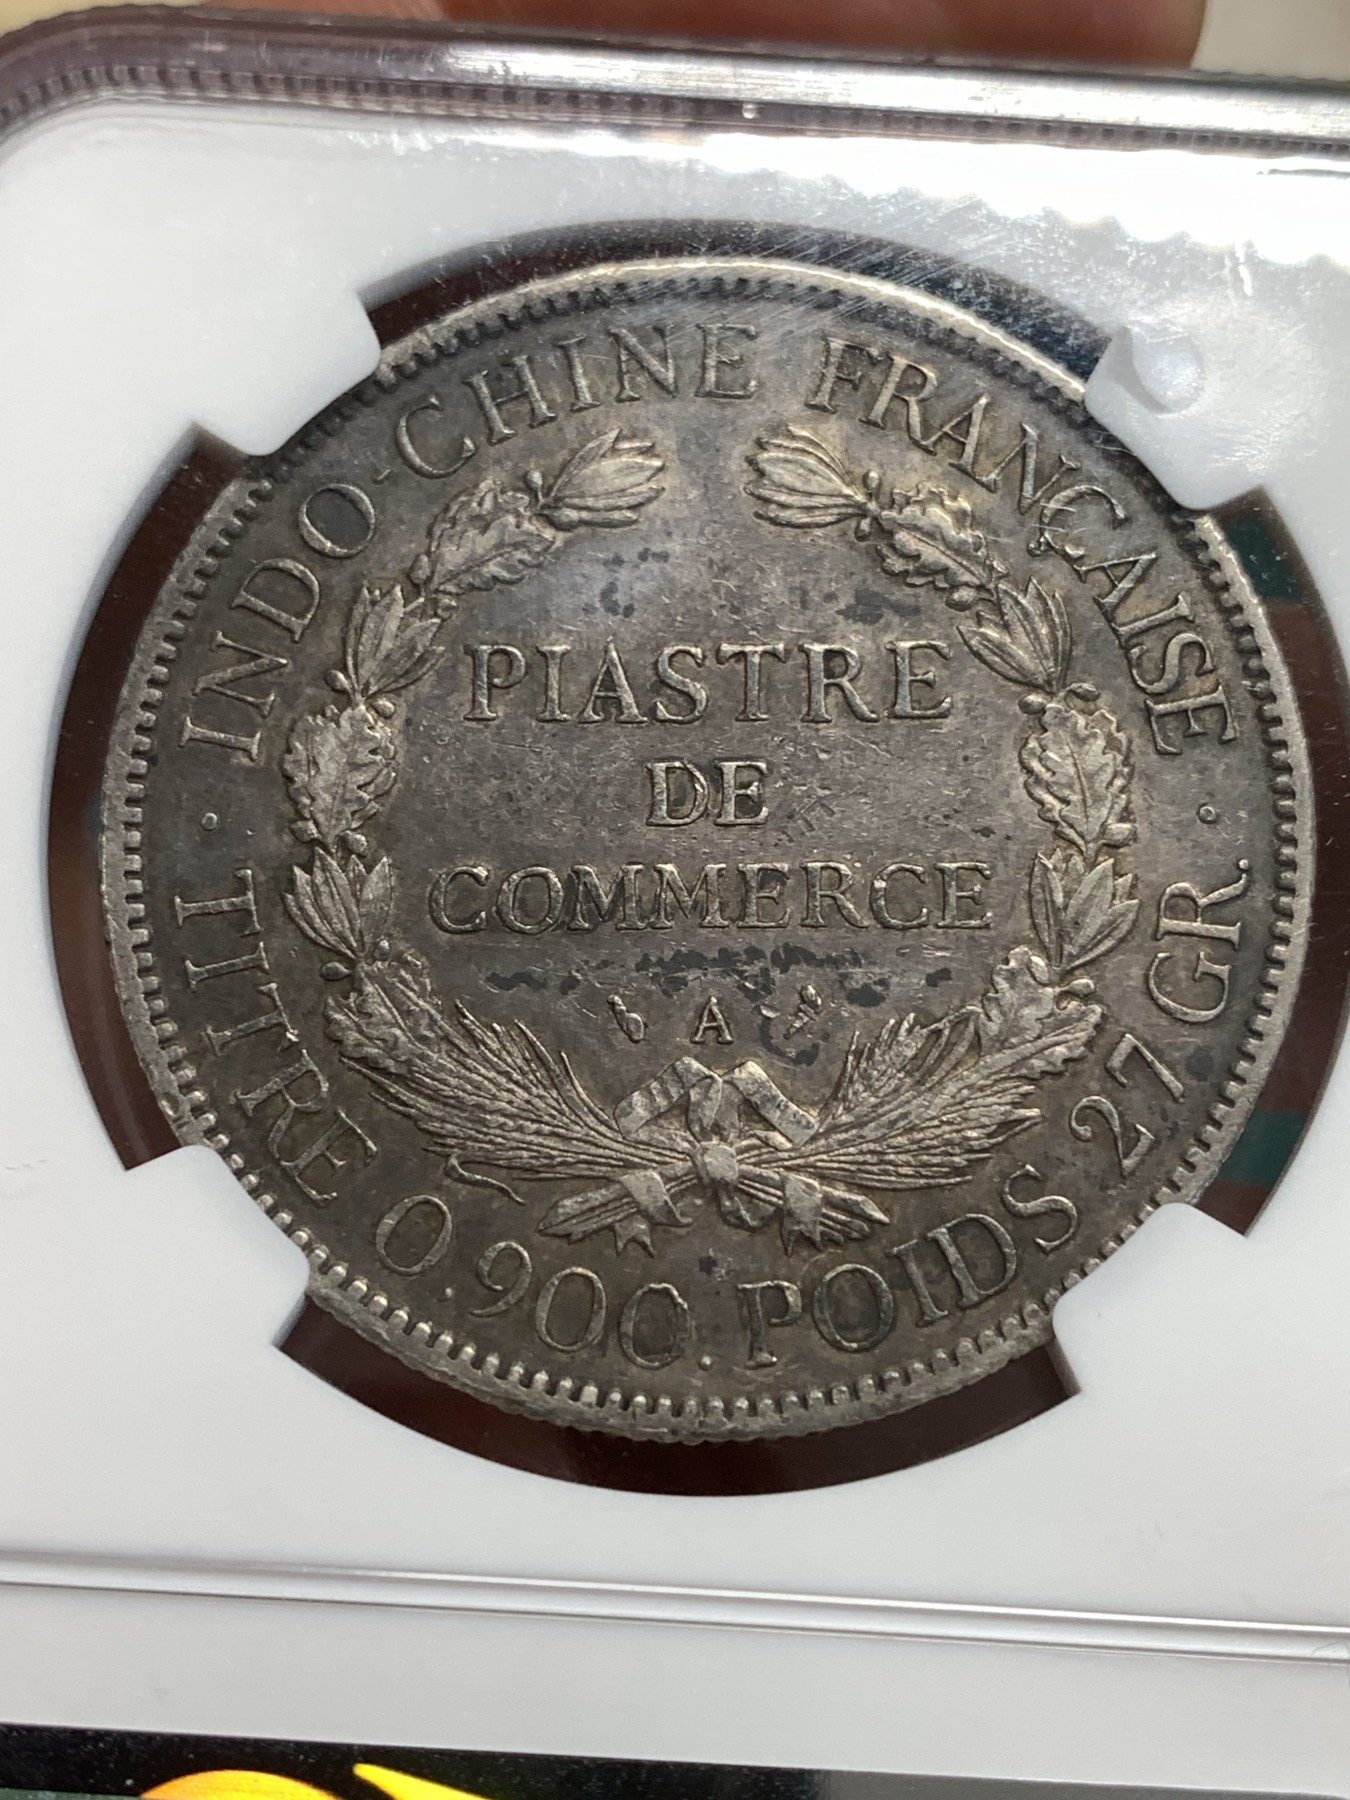 INDO-CHINE FRANÇAISE
PIASTRE
DE
COMMERCE
A
· TITRE 0,900. POIDS 27 GR. ·